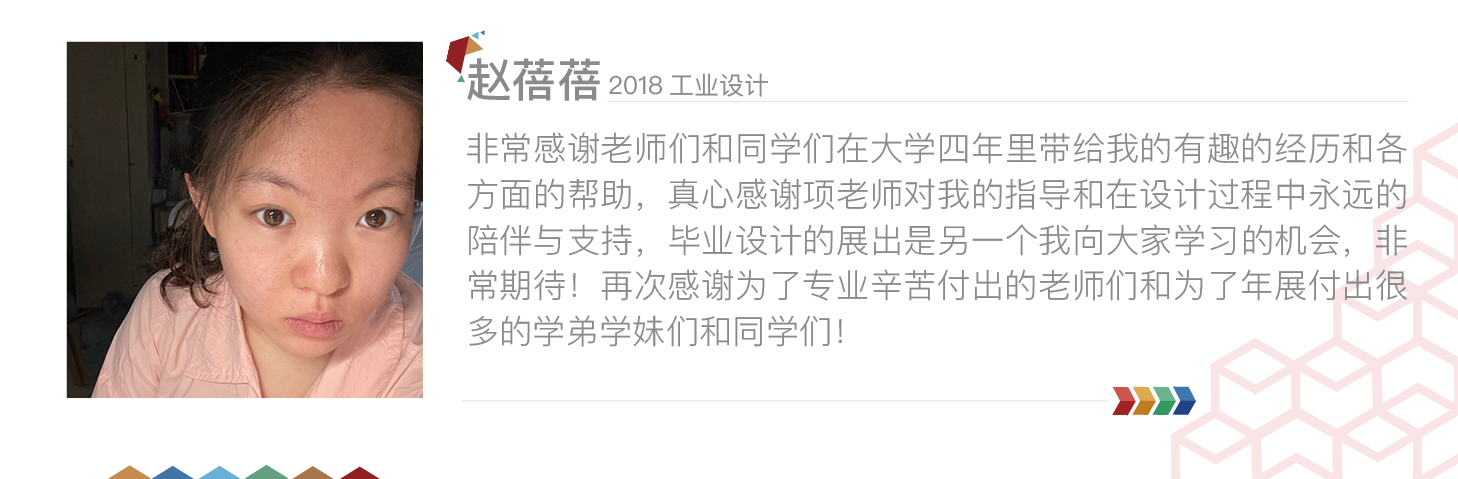 赵蓓蓓 2018 工业设计
非常感谢老师们和同学们在大学四年里带给我的有趣的经历和各
方面的帮助，真心感谢项老师对我的指导和在设计过程中永远的
陪伴与支持，毕业设计的展出是另一个我向大家学习的机会，非
常期待！再次感谢为了专业辛苦付出的老师们和为了年展付出很
多的学弟学妹们和同学们！